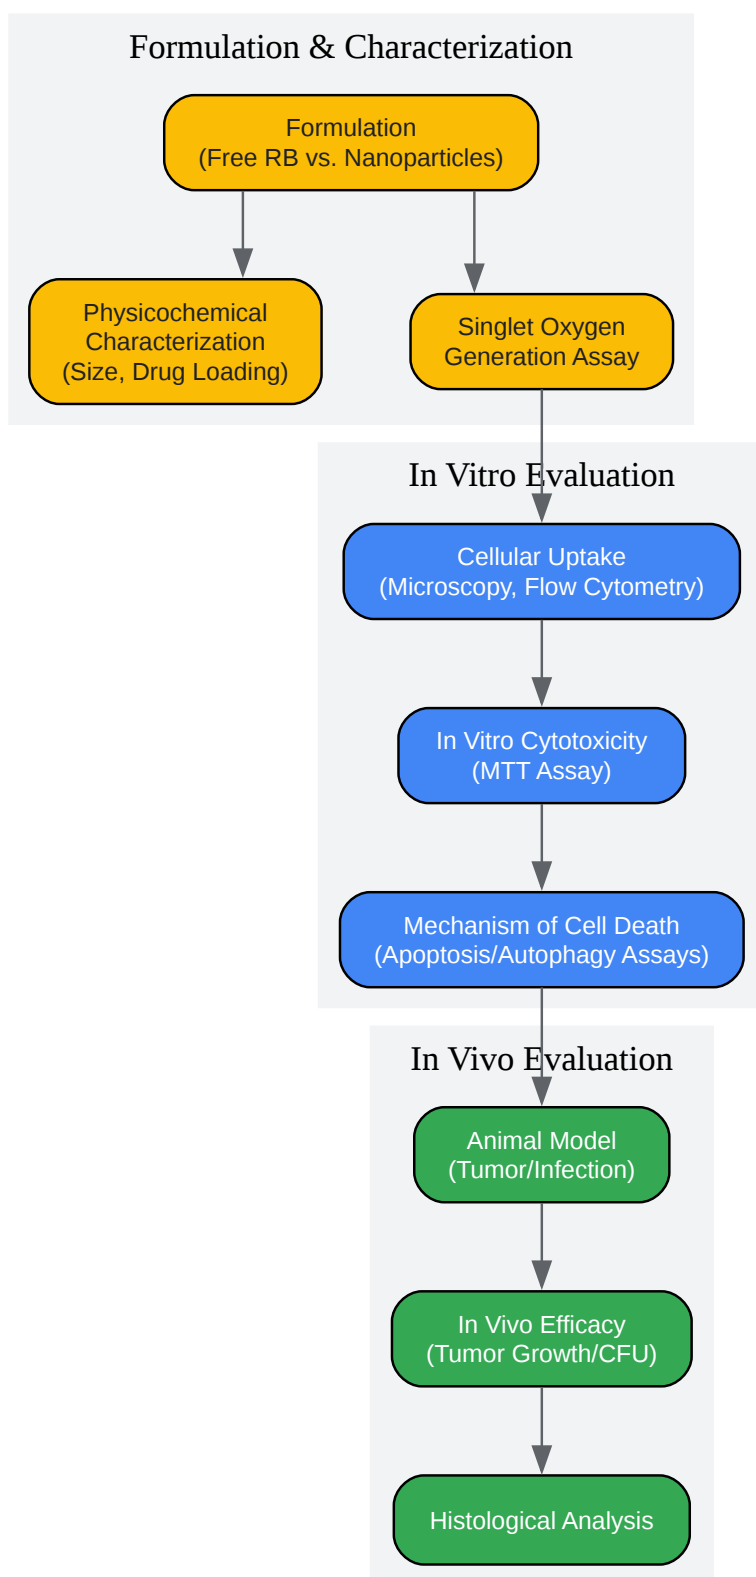 Formulation & Characterization
Formulation
(Free RB vs. Nanoparticles)
Physicochemical
Characterization
(Size, Drug Loading)
Singlet Oxygen
Generation Assay
In Vitro Evaluation
Cellular Uptake
(Microscopy, Flow Cytometry)
In Vitro Cytotoxicity
(MTT Assay)
Mechanism of Cell Death
(Apoptosis/Autophagy Assays)
In Vivo Evaluation
Animal Model
(Tumor/Infection)
In Vivo Efficacy
(Tumor Growth/CFU)
Histological Analysis